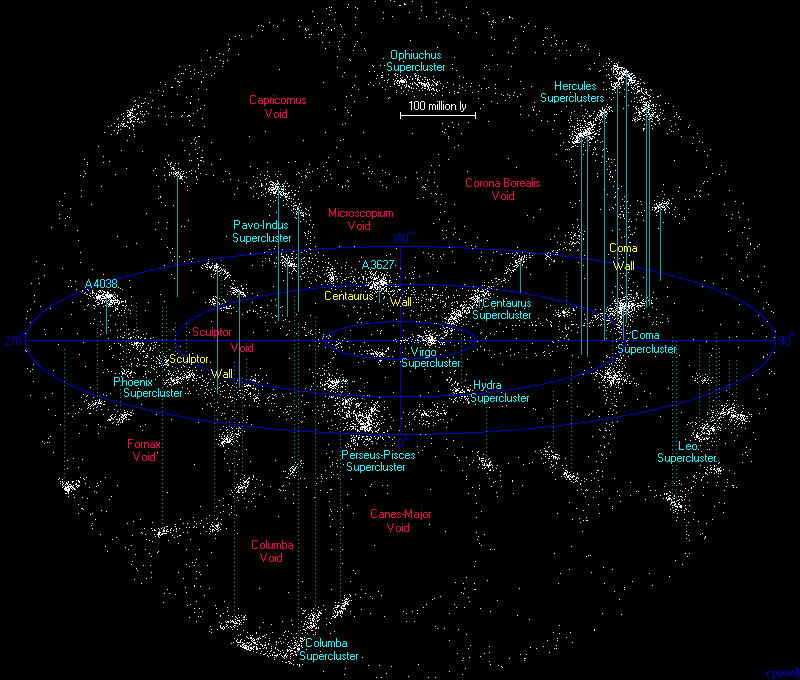 Ophiuchus
Supercluster
Capricornus
Void
100 million ly
Hercules
Superclusters
Corona Borealis
Void
Microscopium
Void
Pavo-Indus
Supercluster
180°
Coma
Wall
A3627
A4038
Centaurus
Wall
Centaurus
Supercluster
Sculptor
Void
270°
90°
Virgo
Supercluster
Coma
Supercluster
Sculptor
Wall
Phoenix
Supercluster
Hydra
Supercluster
0°
Fornax
Void
Perseus-Pisces
Supercluster
Leo
Supercluster
Canes-Major
Void
Columba
Void
Columba
Supercluster
cpowell